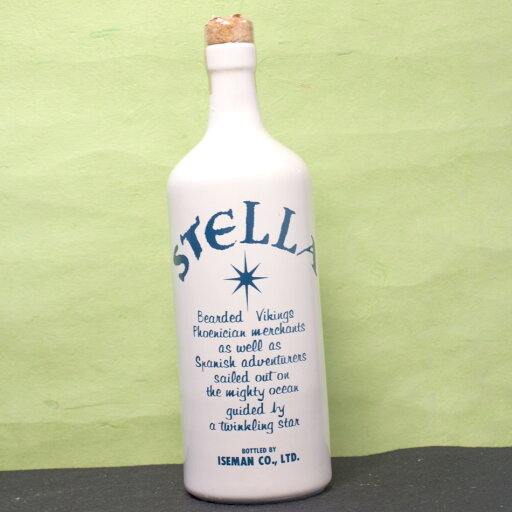 STELLA
Bearded Vikings
Phoenician merchants
as well as
Spanish adventurers
sailed out on
the mighty ocean
guided by
a twinkling star
BOTTLED BY
ISEMAN CO., LTD.